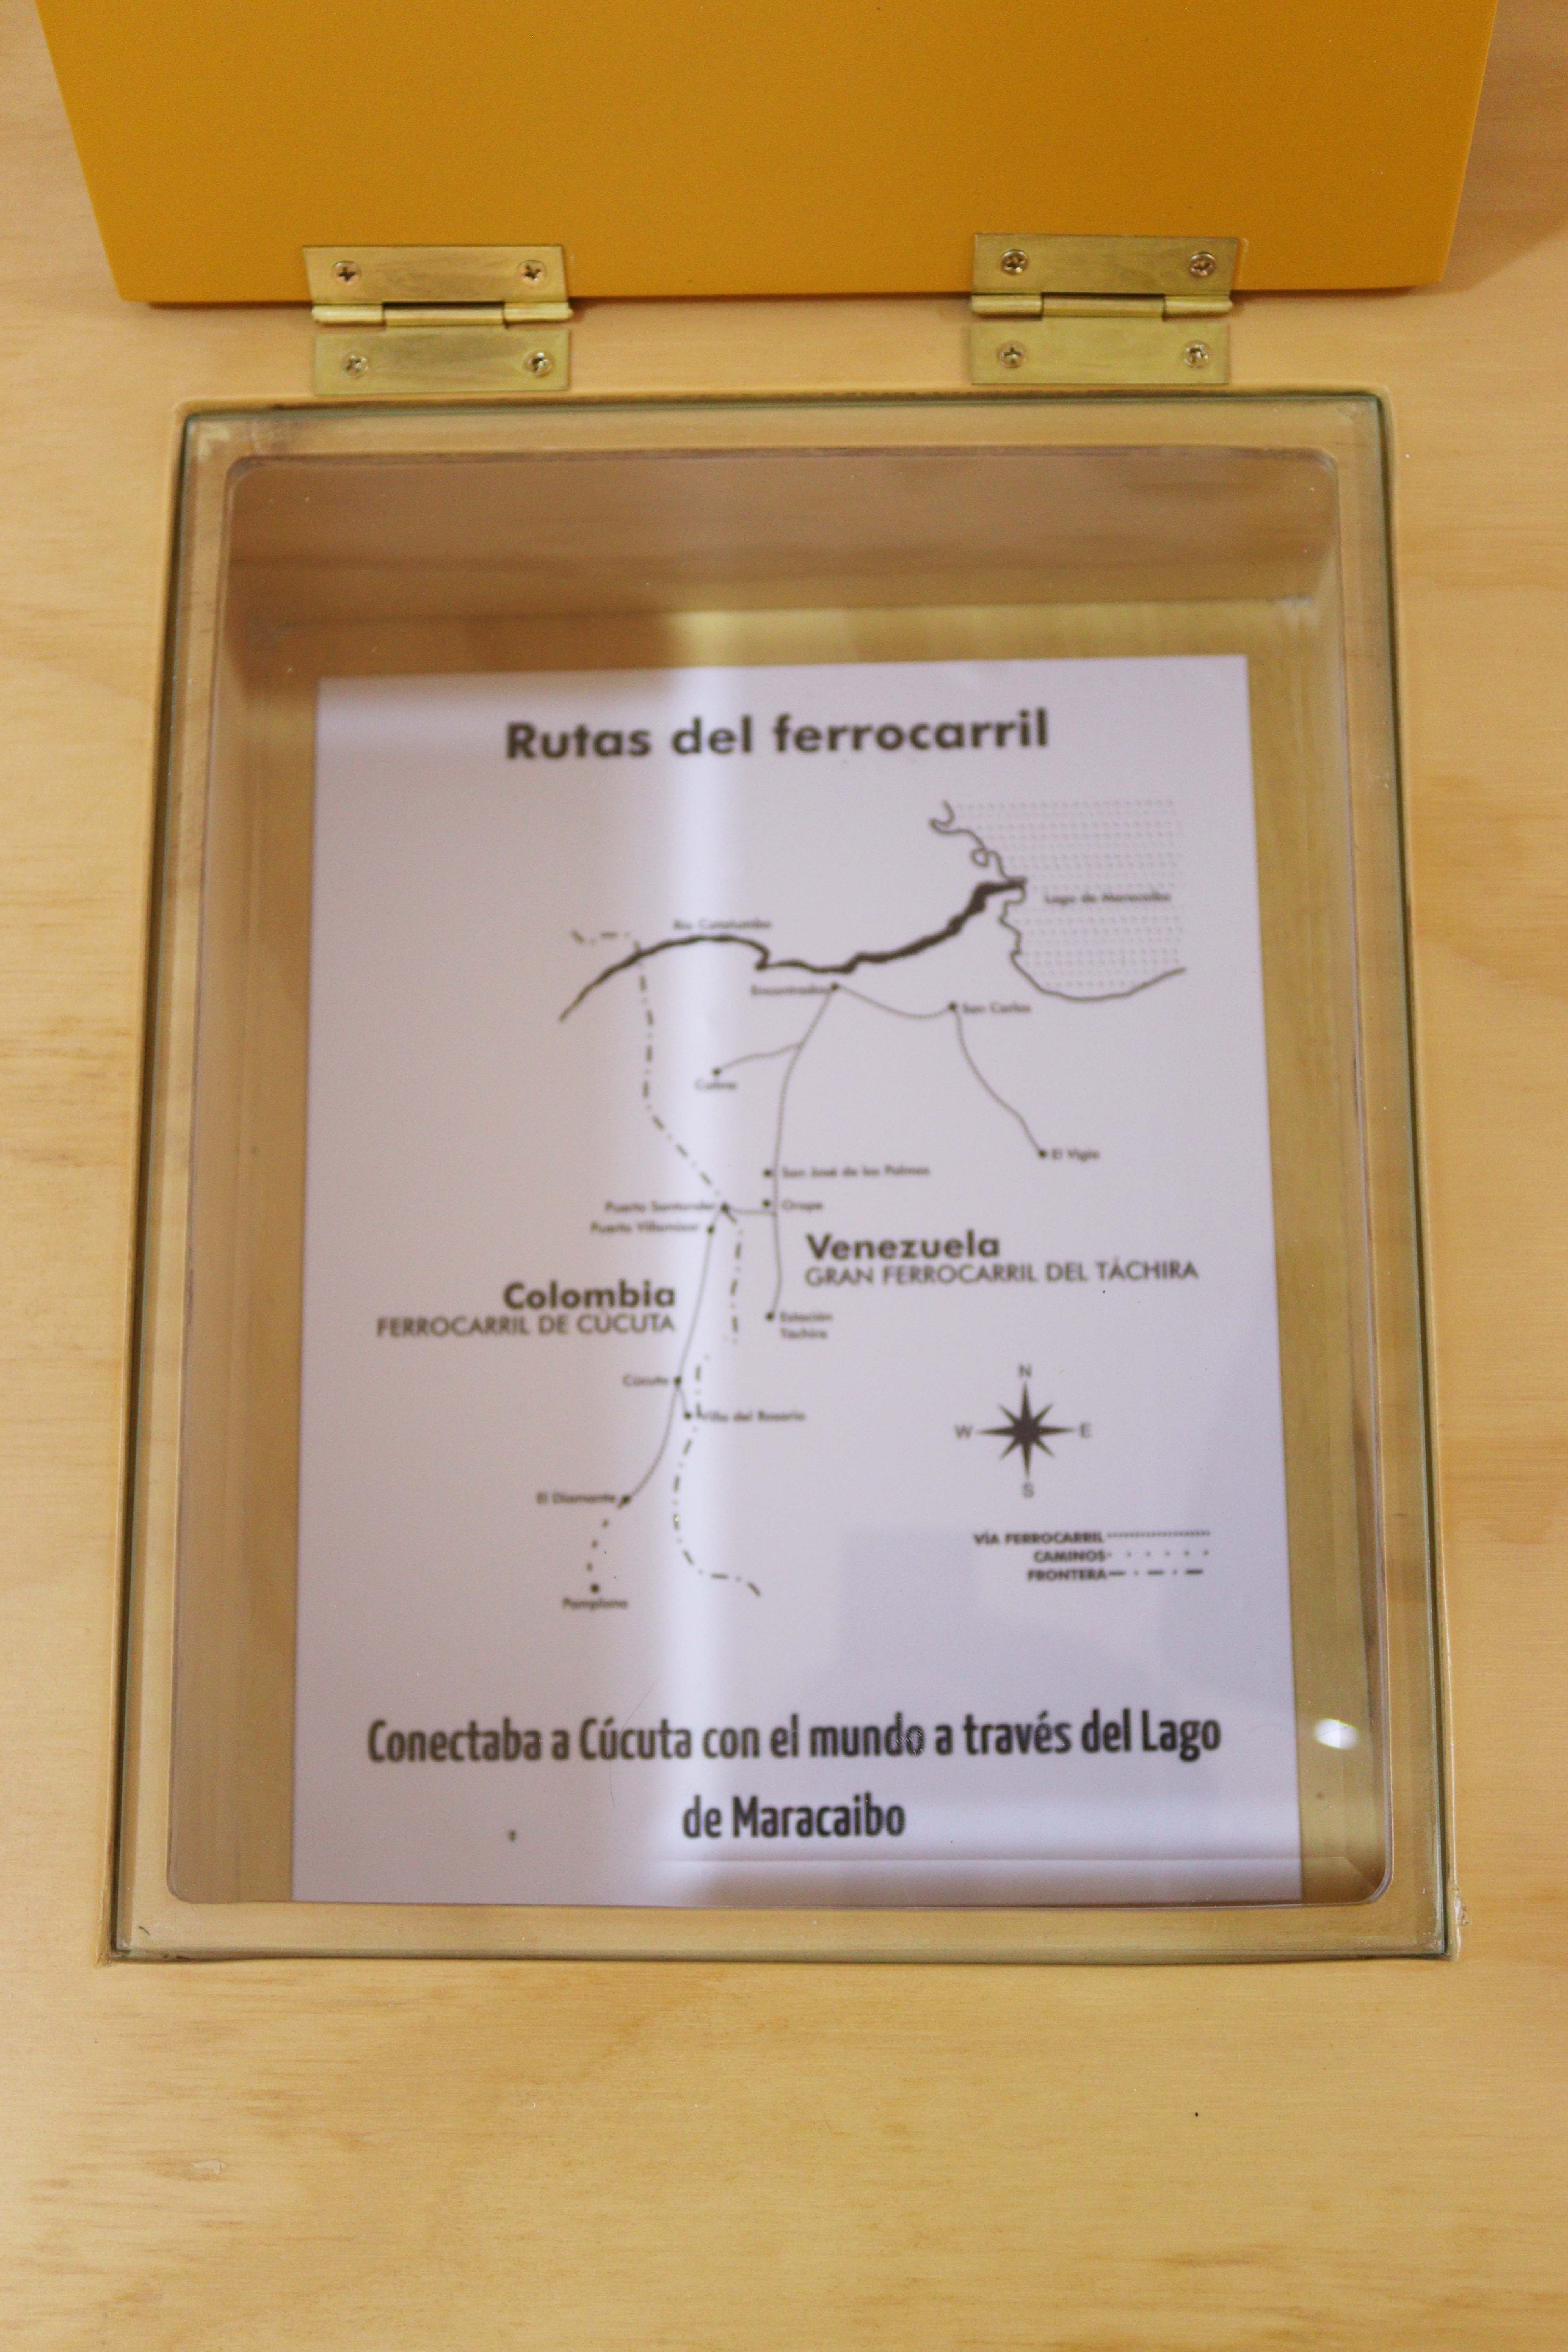 Rutas del ferrocarril
Lago de Maracaibo
Río Catatumbo
Encontrados
San Carlos
El Vigía
San José de las Palmas
Puerto Santander
Orope
Puerto Villamizar
Venezuela
GRAN FERROCARRIL DEL TÁCHIRA
Colombia
FERROCARRIL DE CÚCUTA
Estación
Táchira
Cúcuta
Villa del Rosario
N
W
E
S
El Diamante
VÍA FERROCARRIL
CAMINOS
FRONTERA
Pamplona
Conectaba a Cúcuta con el mundo a través del Lago
de Maracaibo